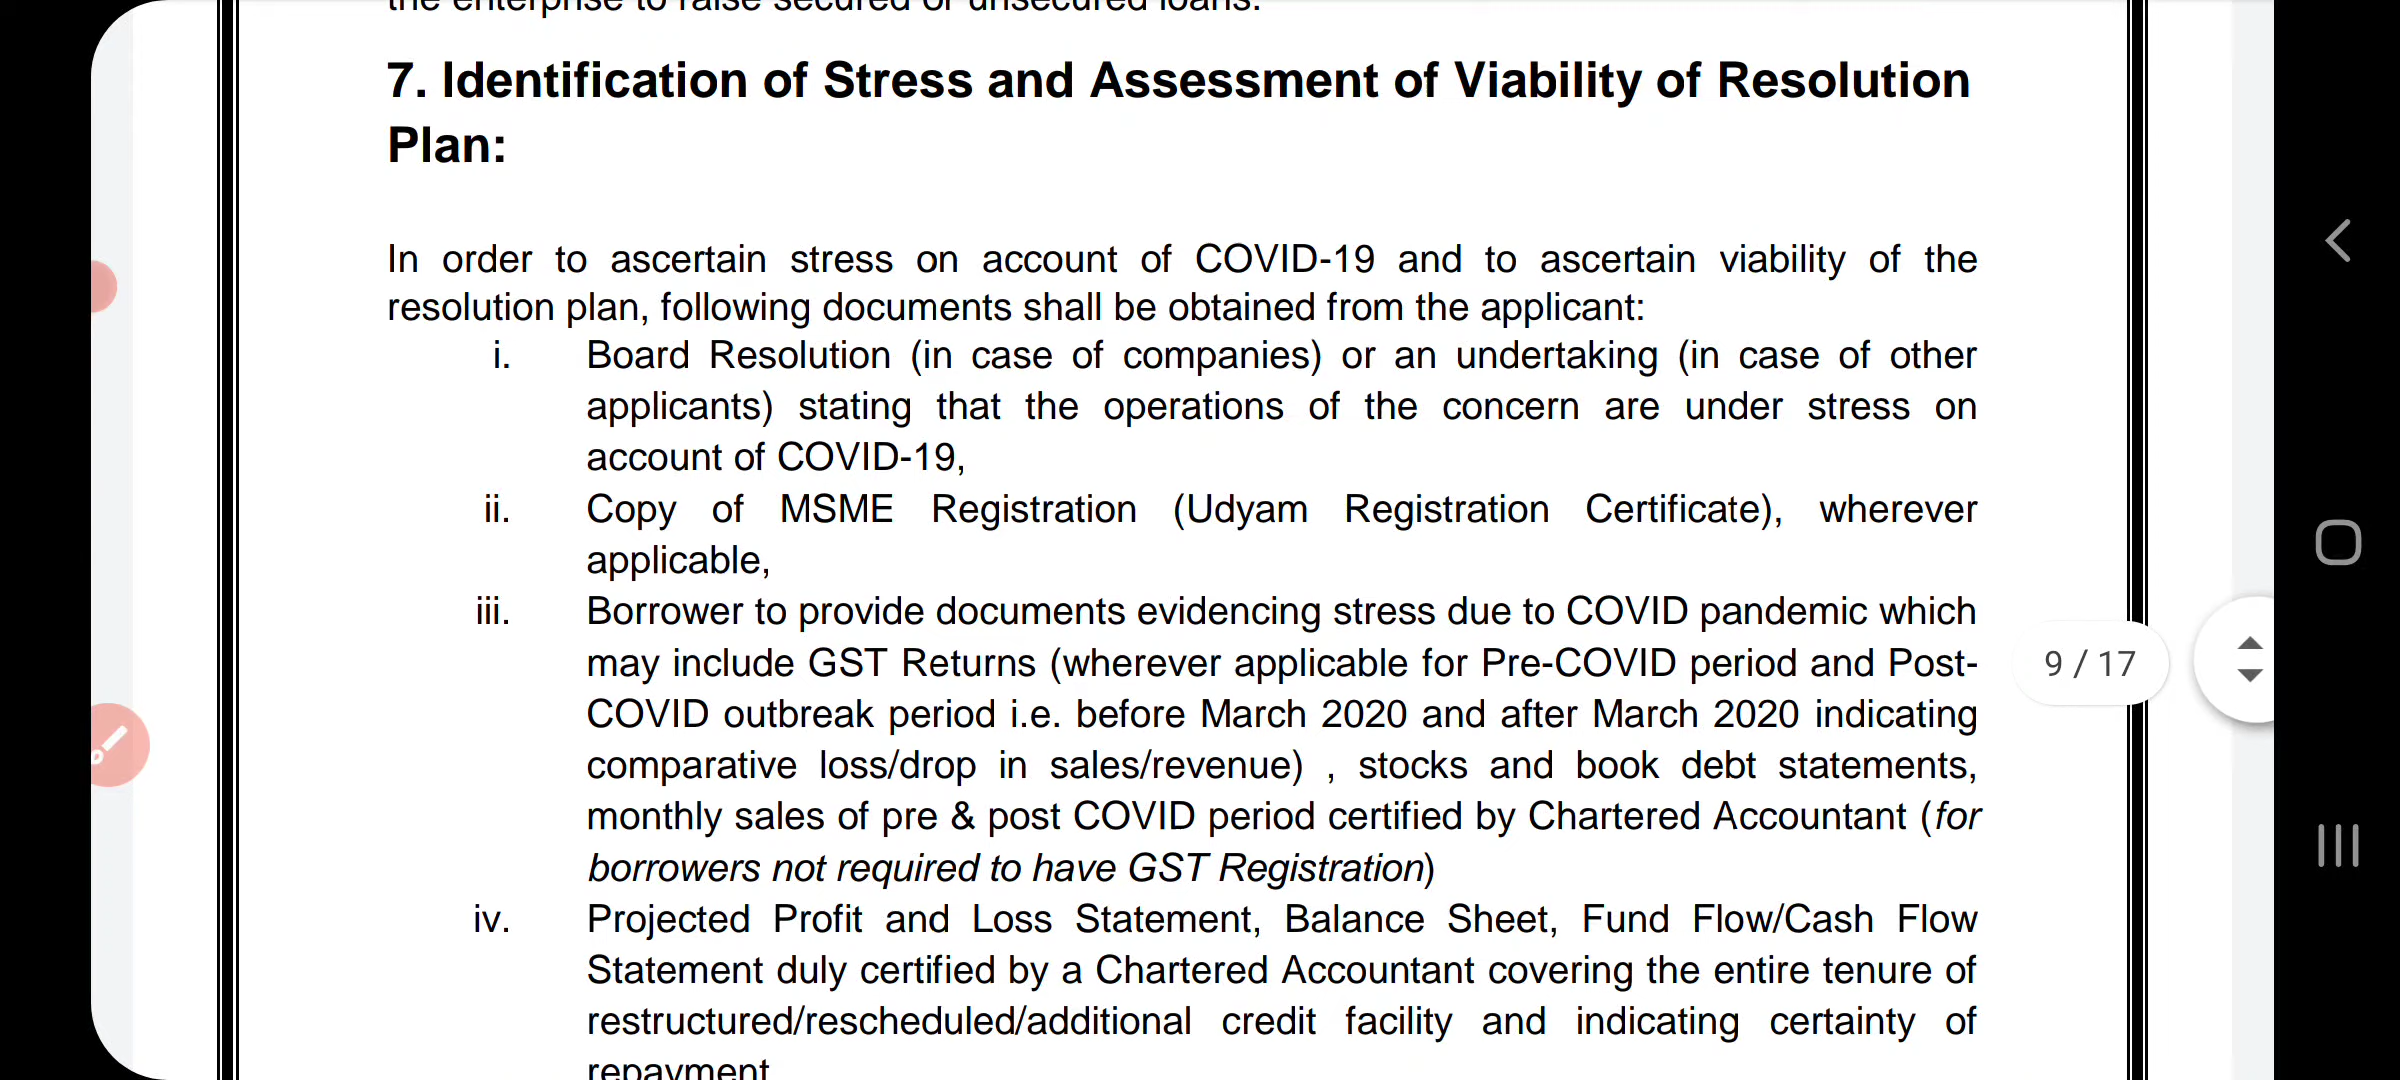 the enterprise to raise secured or unsecured loans.
7. Identification of Stress and Assessment of Viability of Resolution
Plan:
In order to ascertain stress on account of COVID-19 and to ascertain viability of the
resolution plan, following documents shall be obtained from the applicant:
i. Board Resolution (in case of companies) or an undertaking (in case of other
applicants) stating that the operations of the concern are under stress on
account of COVID-19,
ii. Copy of MSME Registration (Udyam Registration Certificate), wherever
applicable,
iii. Borrower to provide documents evidencing stress due to COVID pandemic which
may include GST Returns (wherever applicable for Pre-COVID period and Post-
COVID outbreak period i.e. before March 2020 and after March 2020 indicating
comparative loss/drop in sales/revenue) , stocks and book debt statements,
monthly sales of pre & post COVID period certified by Chartered Accountant (for
borrowers not required to have GST Registration)
iv. Projected Profit and Loss Statement, Balance Sheet, Fund Flow/Cash Flow
Statement duly certified by a Chartered Accountant covering the entire tenure of
restructured/rescheduled/additional credit facility and indicating certainty of
repayment
9 / 17